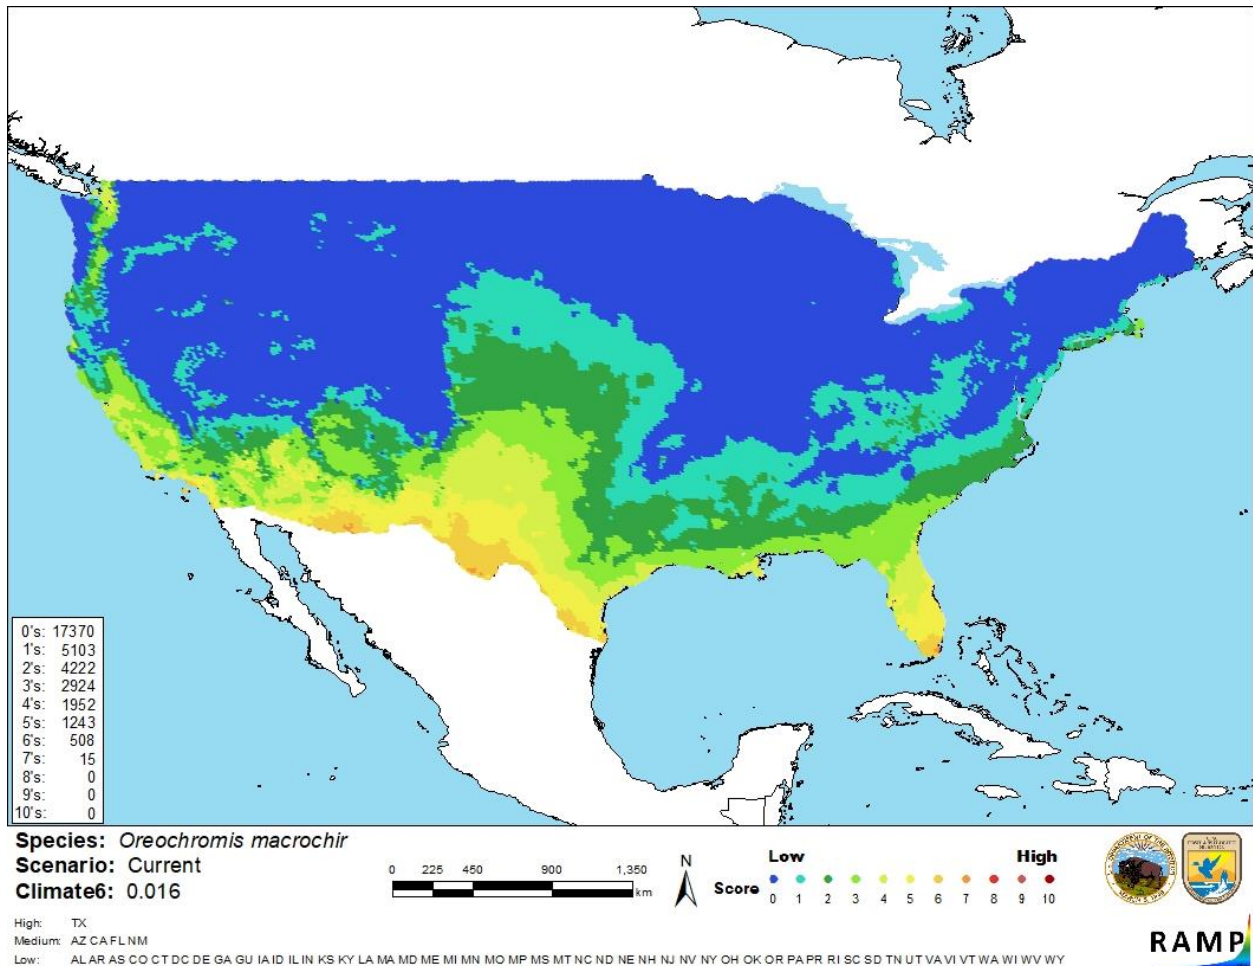 0's: 17370
1's: 5103
2's: 4222
3's: 2924
4's: 1952
5's: 1243
6's: 508
7's: 15
8's: 0
9's: 0
10's: 0
Species: Oreochromis macrochir
Scenario: Current
Climate6: 0.016
0 225 450 900 1,350
km
N
Low High
Score 0 1 2 3 4 5 6 7 8 9 10
High: TX
Medium: AZ CA FL NM
Low: AL AR AS CO CT DC DE GA GU IA ID IL IN KS KY LA MA MD ME MI MN MO MP MS MT NC ND NE NH NJ NV NY OH OK OR PA PR RI SC SD TN UT VA VI VT WA WI WV WY
RAMP